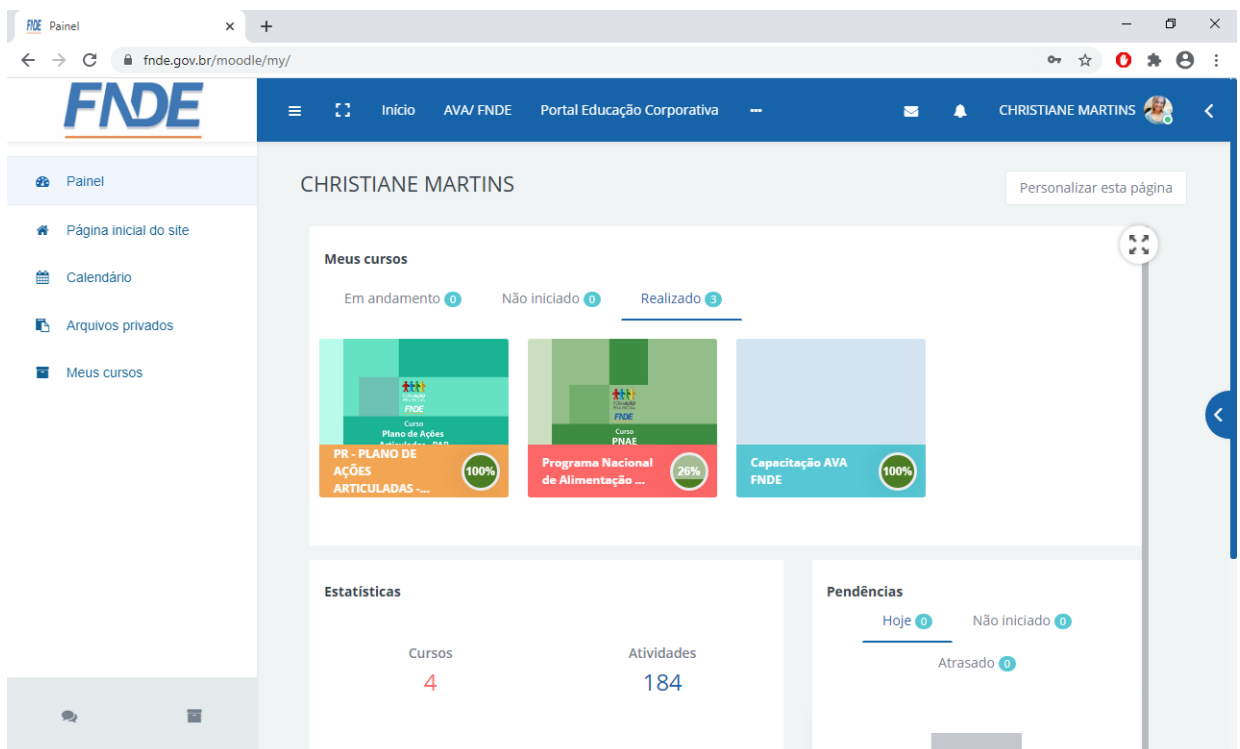 FNDE Painel
fnde.gov.br/moodle/my/
FNDE
Início AVA/ FNDE Portal Educação Corporativa
CHRISTIANE MARTINS
Painel
Página inicial do site
Calendário
Arquivos privados
Meus cursos
CHRISTIANE MARTINS
Personalizar esta página
Meus cursos
Em andamento 0 Não iniciado 0 Realizado 3
FNDE
Curso
Plano de Ações
PR - PLANO DE
AÇÕES
ARTICULADAS -...
100%
FNDE
Curso
PNAE
Programa Nacional
de Alimentação ...
26%
Capacitação AVA
FNDE
100%
Estatísticas
Cursos Atividades
4 184
Pendências
Hoje 0 Não iniciado 0
Atrasado 0